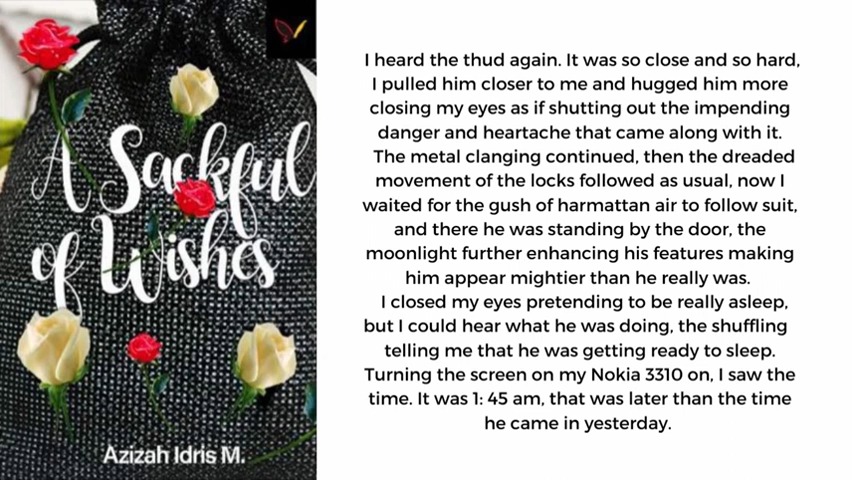 A Sackful
of Wishes
Azizah Idris M.
I heard the thud again. It was so close and so hard,
I pulled him closer to me and hugged him more
closing my eyes as if shutting out the impending
danger and heartache that came along with it.
The metal clanging continued, then the dreaded
movement of the locks followed as usual, now I
waited for the gush of harmattan air to follow suit,
and there he was standing by the door, the
moonlight further enhancing his features making
him appear mightier than he really was.
I closed my eyes pretending to be really asleep,
but I could hear what he was doing, the shuffling
telling me that he was getting ready to sleep.
Turning the screen on my Nokia 3310 on, I saw the
time. It was 1: 45 am, that was later than the time
he came in yesterday.